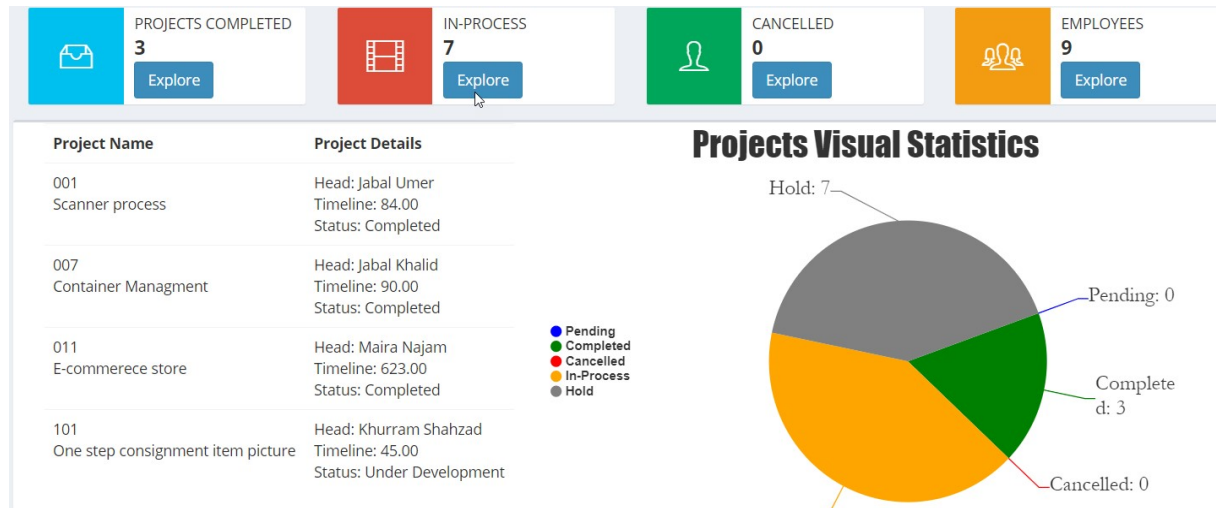 PROJECTS COMPLETED
3
Explore
IN-PROCESS
7
Explore
CANCELLED
0
Explore
EMPLOYEES
9
Explore
Project Name
Project Details
001
Scanner process
Head: Jabal Umer
Timeline: 84.00
Status: Completed
007
Container Managment
Head: Jabal Khalid
Timeline: 90.00
Status: Completed
011
E-commerece store
Head: Maira Najam
Timeline: 623.00
Status: Completed
101
One step consignment item picture
Head: Khurram Shahzad
Timeline: 45.00
Status: Under Development
Projects Visual Statistics
Pending
Completed
Cancelled
In-Process
Hold
Hold: 7
Pending: 0
Complete
d: 3
Cancelled: 0